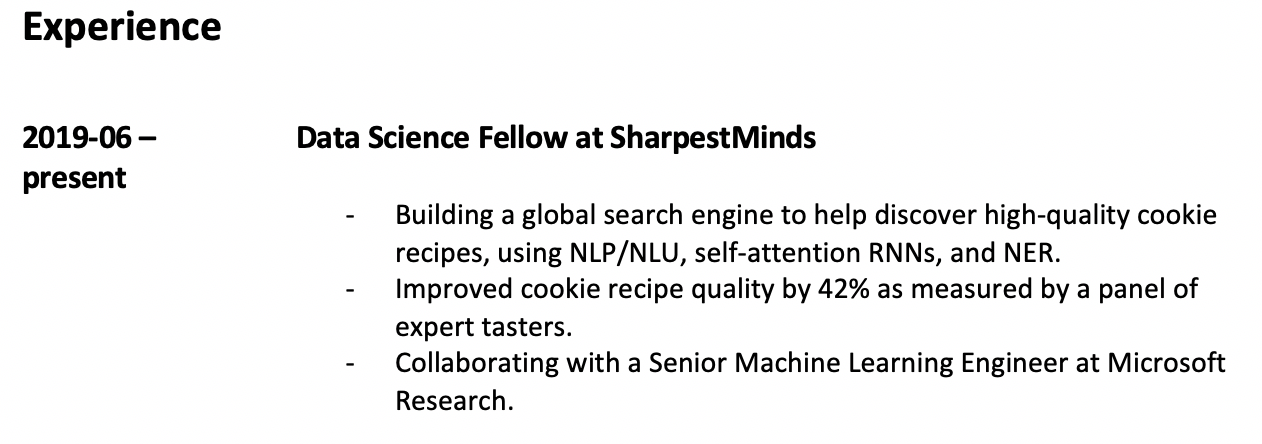 Experience
2019-06 –
present
Data Science Fellow at SharpestMinds
- Building a global search engine to help discover high-quality cookie
recipes, using NLP/NLU, self-attention RNNs, and NER.
- Improved cookie recipe quality by 42% as measured by a panel of
expert tasters.
- Collaborating with a Senior Machine Learning Engineer at Microsoft
Research.